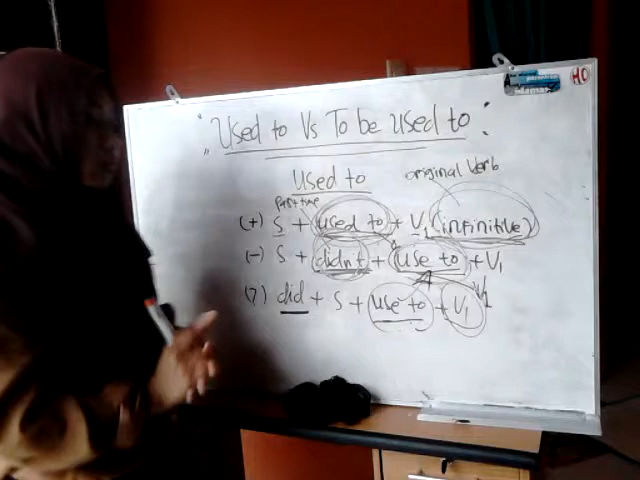 "Used to Vs To be used to"
Used to
original Verb
past time
(+) S + used to + V1 (infinitive)
(-) S + didn't + use to + V1
(?) did + S + use to + V1
V1